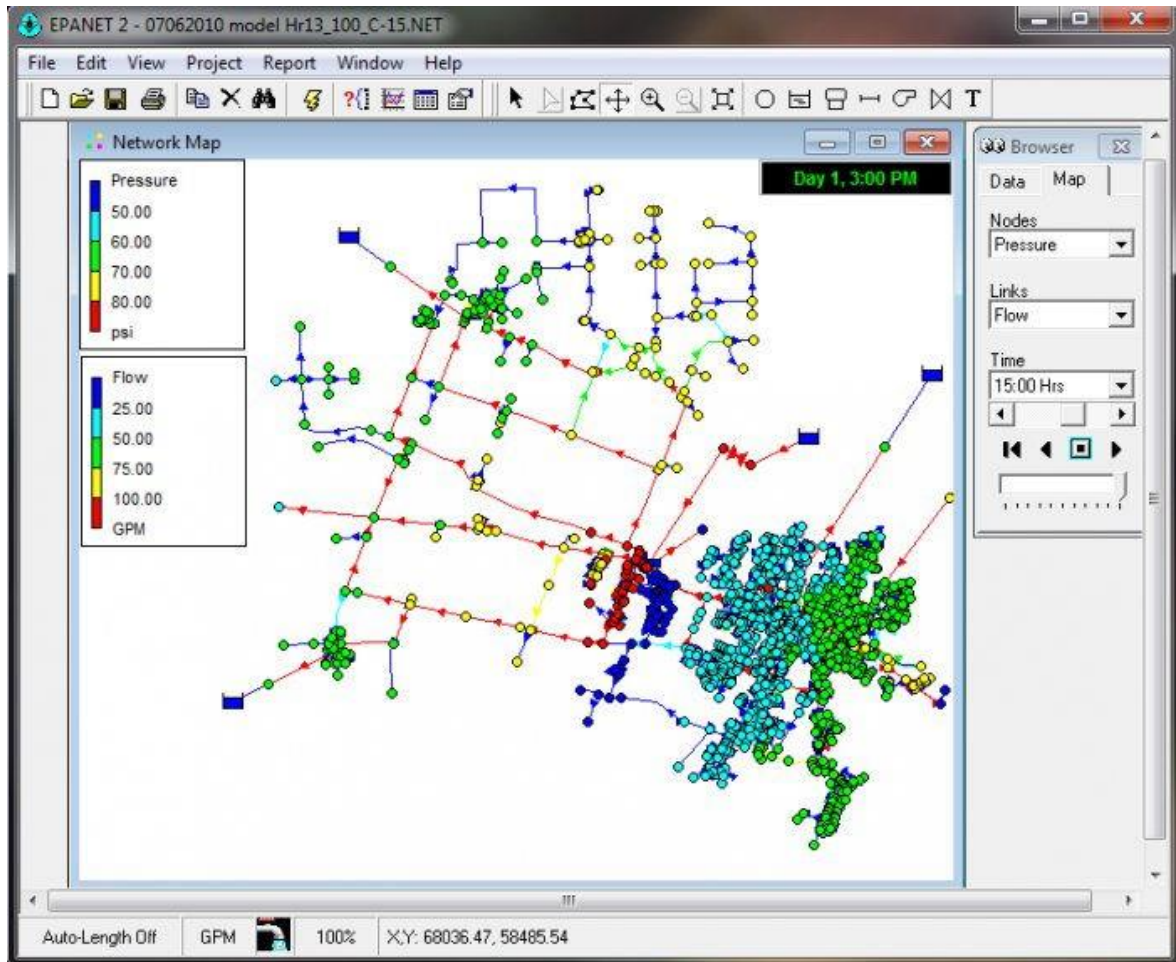 EPANET 2 - 07062010 model Hr13_100_C-15.NET
File Edit View Project Report Window Help
T
Network Map
Day 1, 3:00 PM
Pressure
50.00
60.00
70.00
80.00
psi
Flow
25.00
50.00
75.00
100.00
GPM
Browser
Data Map
Nodes
Pressure
Links
Flow
Time
15:00 Hrs
Auto-Length Off GPM 100% X,Y: 68036.47, 58485.54